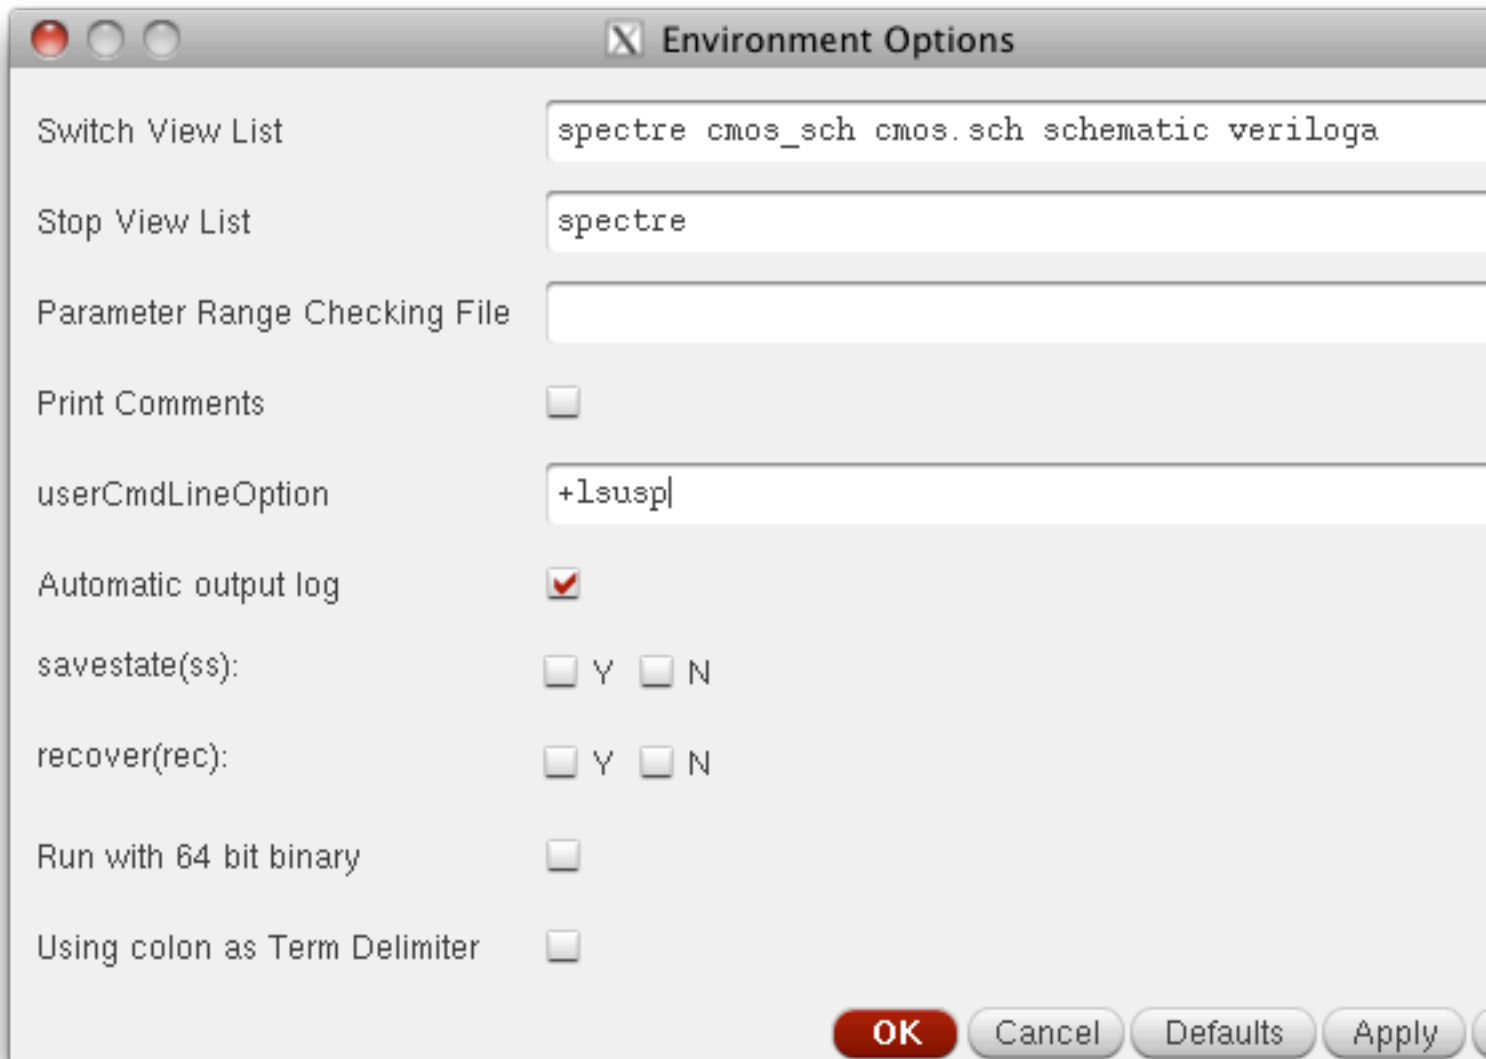 Environment Options
Switch View List spectre cmos_sch cmos.sch schematic veriloga
Stop View List spectre
Parameter Range Checking File
Print Comments
userCmdLineOption +lsusp
Automatic output log
savestate(ss): Y N
recover(rec): Y N
Run with 64 bit binary
Using colon as Term Delimiter
OK Cancel Defaults Apply